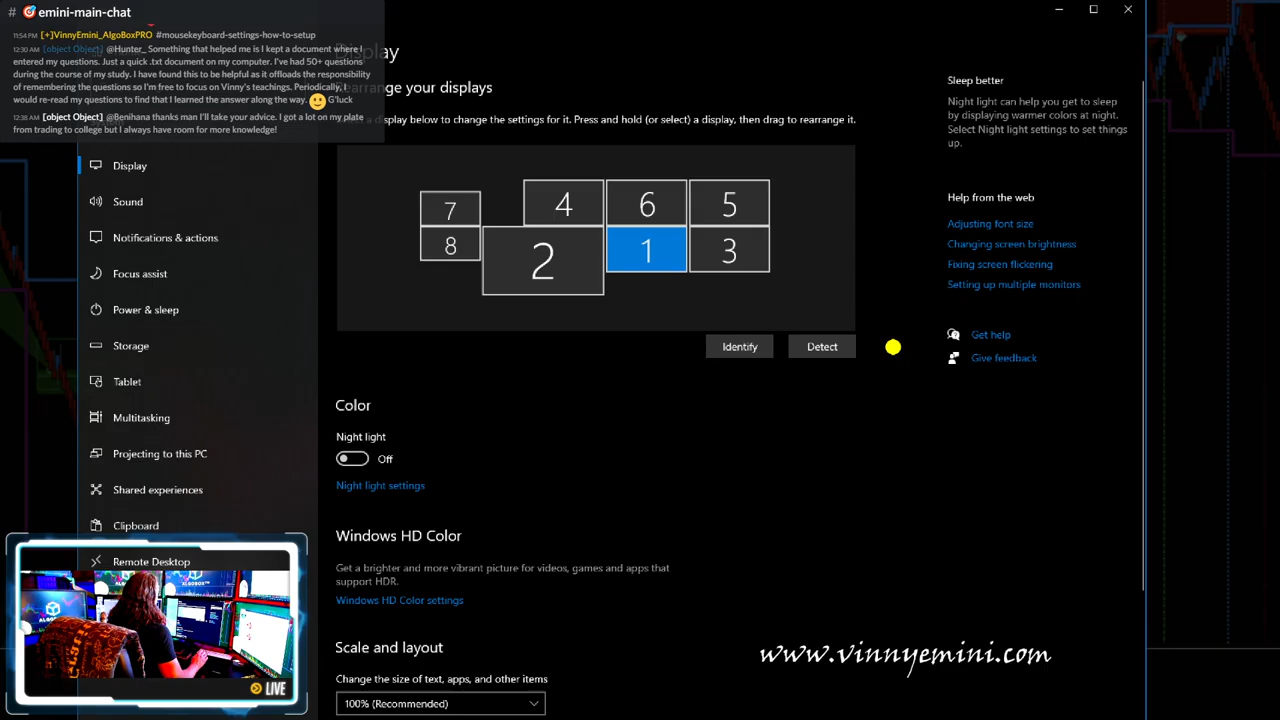 # 🎯emini-main-chat
11:54 PM [+]VinnyEmini_AlgoBoxPRO #mousekeyboard-settings-how-to-setup
12:30 AM [object Object] @Hunter_ Something that helped me is I kept a document where I
entered my questions. Just a quick .txt document on my computer. I've had 50+ questions
during the course of my study. I have found this to be helpful as it offloads the responsibility
of remembering the questions so I'm free to focus on Vinny's teachings. Periodically, I
would re-read my questions to find that I learned the answer along the way. 🙂 G'luck
12:38 AM [object Object] @Benihana thanks man I'll take your advice. I got a lot on my plate
from trading to college but I always have room for more knowledge!
Display
Sound
Notifications & actions
Focus assist
Power & sleep
Storage
Tablet
Multitasking
Projecting to this PC
Shared experiences
Clipboard
Remote Desktop
ALGOBOX
LIVE
play
range your displays
a display below to change the settings for it. Press and hold (or select) a display, then drag to rearrange it.
7
4
6
5
8
2
1
3
Identify
Detect
Color
Night light
Off
Night light settings
Windows HD Color
Get a brighter and more vibrant picture for videos, games and apps that
support HDR.
Windows HD Color settings
Scale and layout
Change the size of text, apps, and other items
100% (Recommended)
Sleep better
Night light can help you get to sleep
by displaying warmer colors at night.
Select Night light settings to set things
up.
Help from the web
Adjusting font size
Changing screen brightness
Fixing screen flickering
Setting up multiple monitors
Get help
Give feedback
www.vinnyemini.com